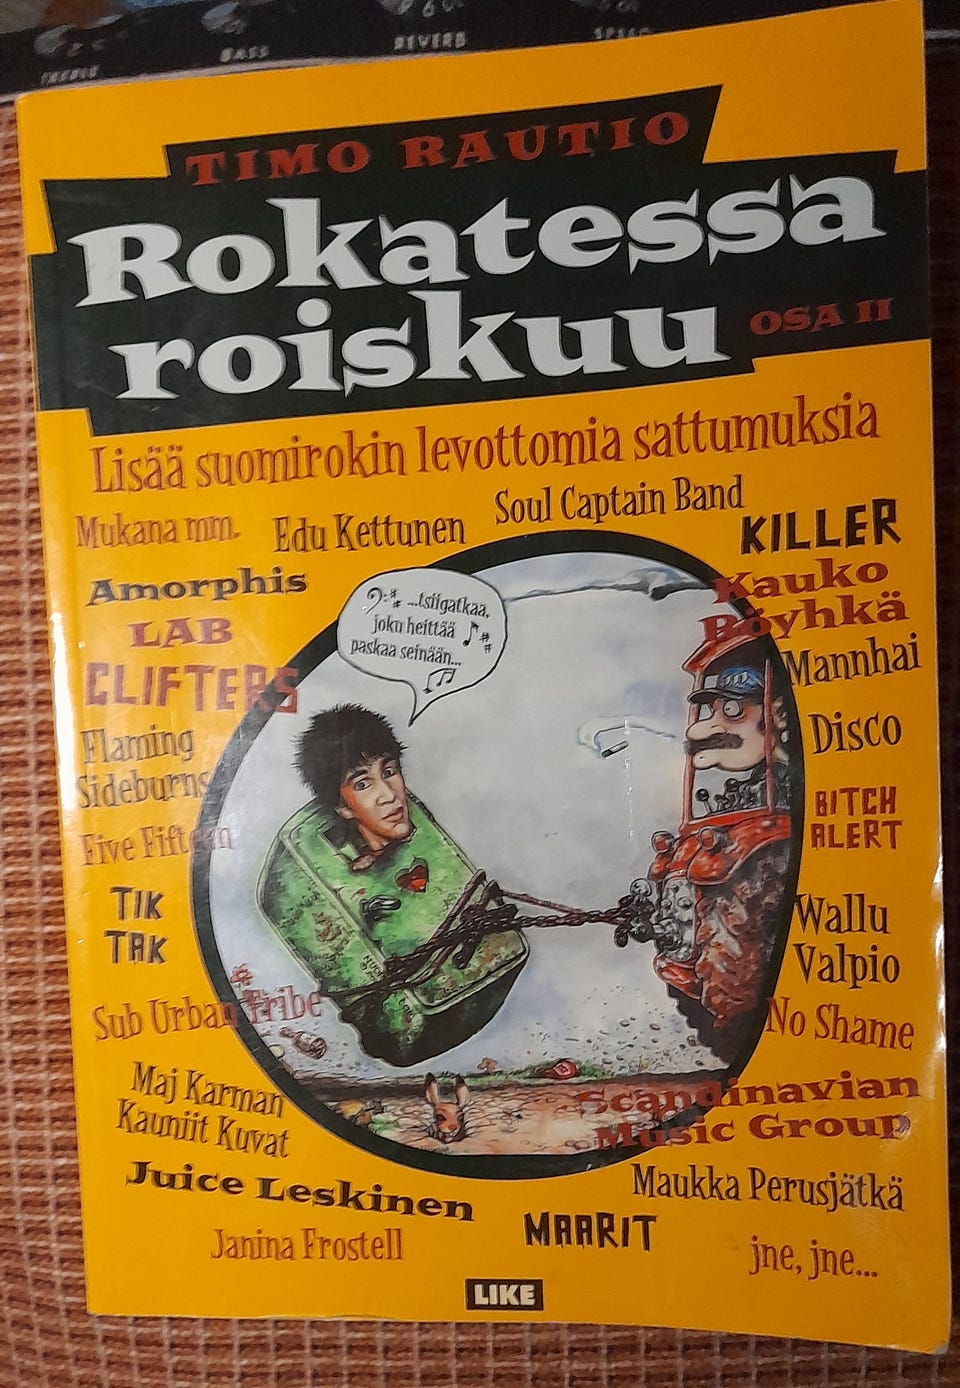 TREBLE
BASS
REVERB
SPEED
TIMO RAUTIO
Rokatessa
roiskuu OSA II
Lisää suomirokin levottomia sattumuksia
Mukana mm.
Edu Kettunen
Soul Captain Band
KILLER
Amorphis
Kauko
Röyhkä
LAB
CLIFTERS
...tsiigatkaa,
joku heittää
paskaa seinään...
Mannhai
Flaming
Sideburns
Disco
Five Fifteen
BITCH
ALERT
TIK
TAK
Wallu
Valpio
Sub Urban Tribe
No Shame
Maj Karman
Kauniit Kuvat
Scandinavian
Music Group
Juice Leskinen
Maukka Perusjätkä
Janina Frostell
MAARIT
jne, jne...
LIKE